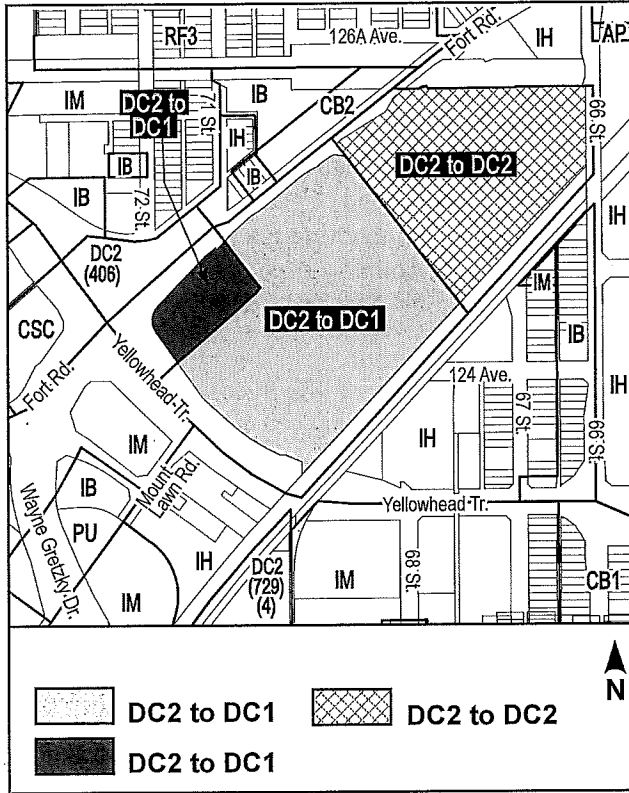 RF3
126A Ave.
Fort Rd.
IH
LAP
IM
DC2 to
DC1
71 St.
IB
CB2
66 St.
IH
IB
IB
DC2 to DC2
72 St.
IB
IH
DC2
(406)
IM
CSC
DC2 to DC1
IB
Yellowhead Tr.
Fort Rd.
124 Ave.
IH
67 St.
66 St.
IM
IH
Mount
Lawn Rd.
IB
Yellowhead Tr.
PU
Wayne Gretzky Dr.
IH
DC2
(729)
(4)
IM
68 St.
CB1
IM
N
DC2 to DC1
DC2 to DC2
DC2 to DC1